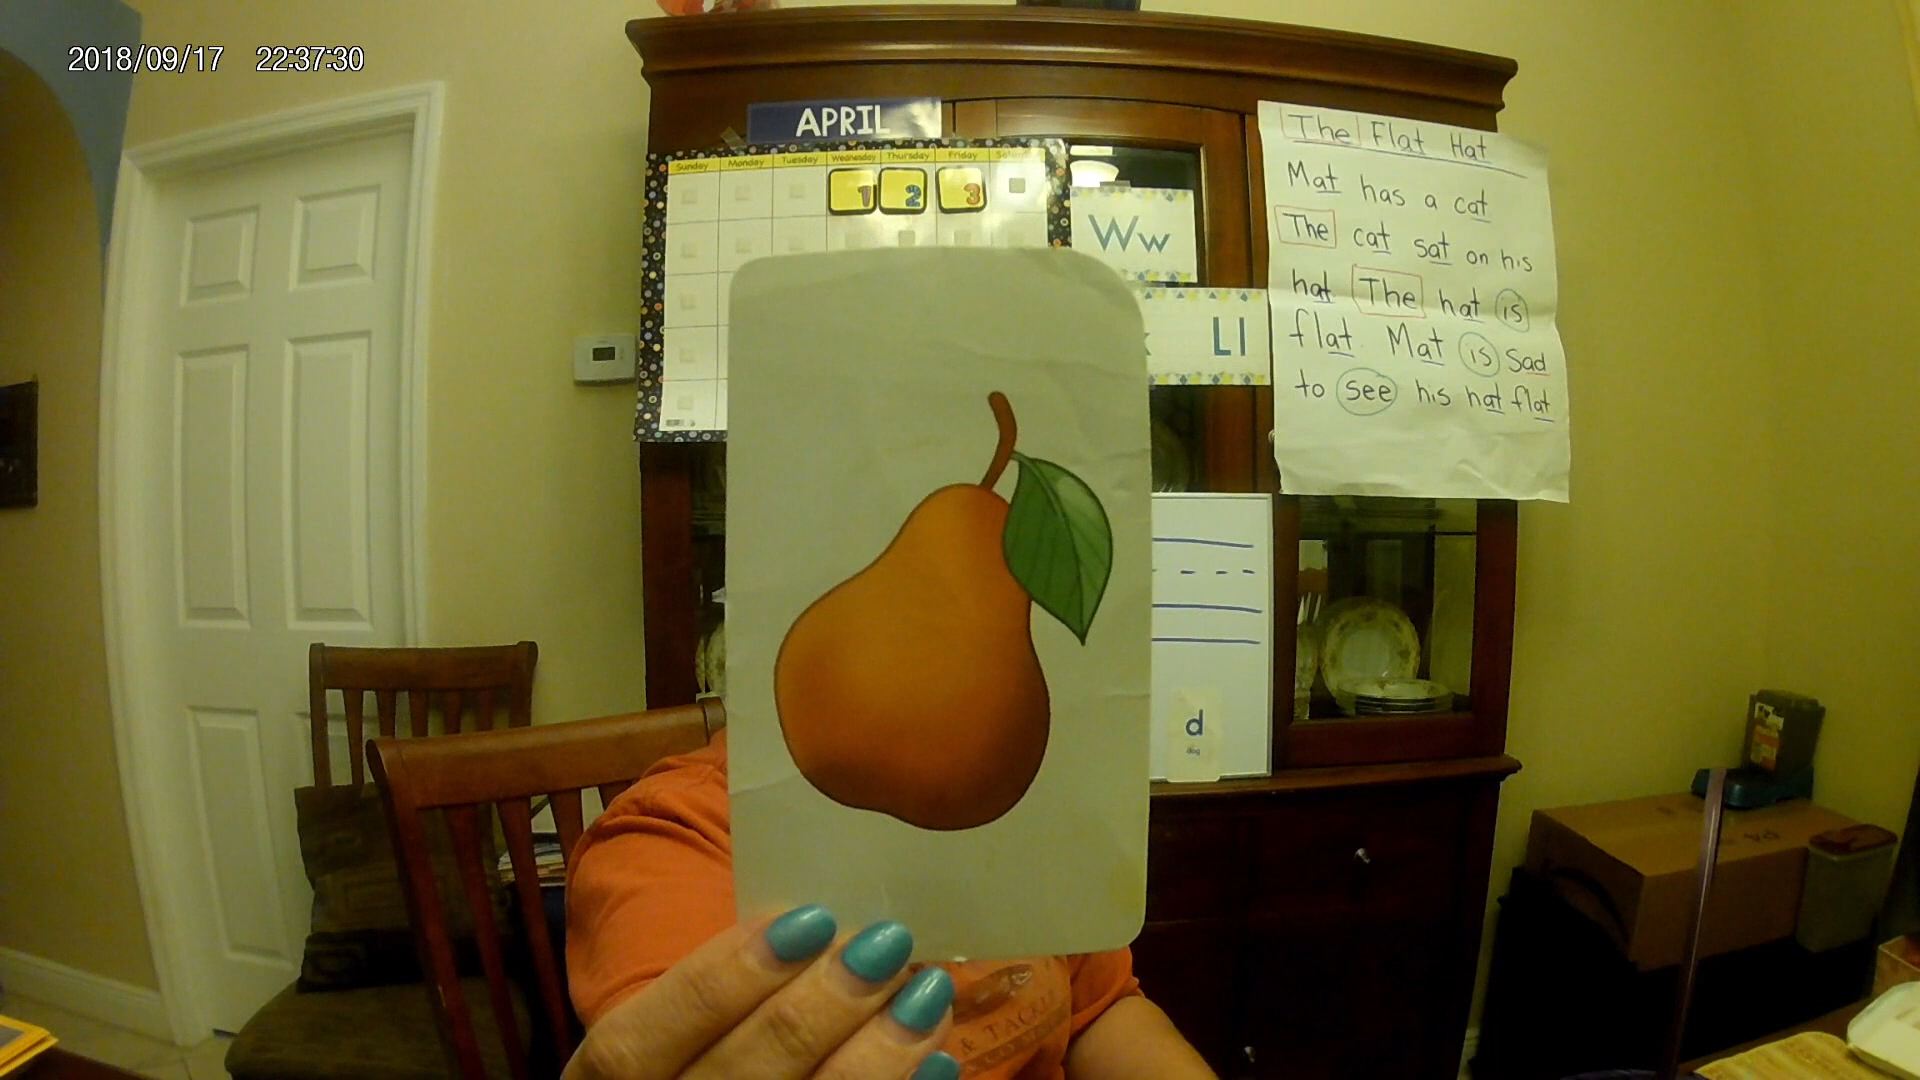 2018/09/17 22:37:30
APRIL
Sunday Monday Tuesday Wednesday Thursday Friday
1 2 3
Ww
Ll
The Flat Hat
Mat has a cat
The cat sat on his
hat. The hat is
flat. Mat is sad
to see his hat flat
d
dog
& TACKLE